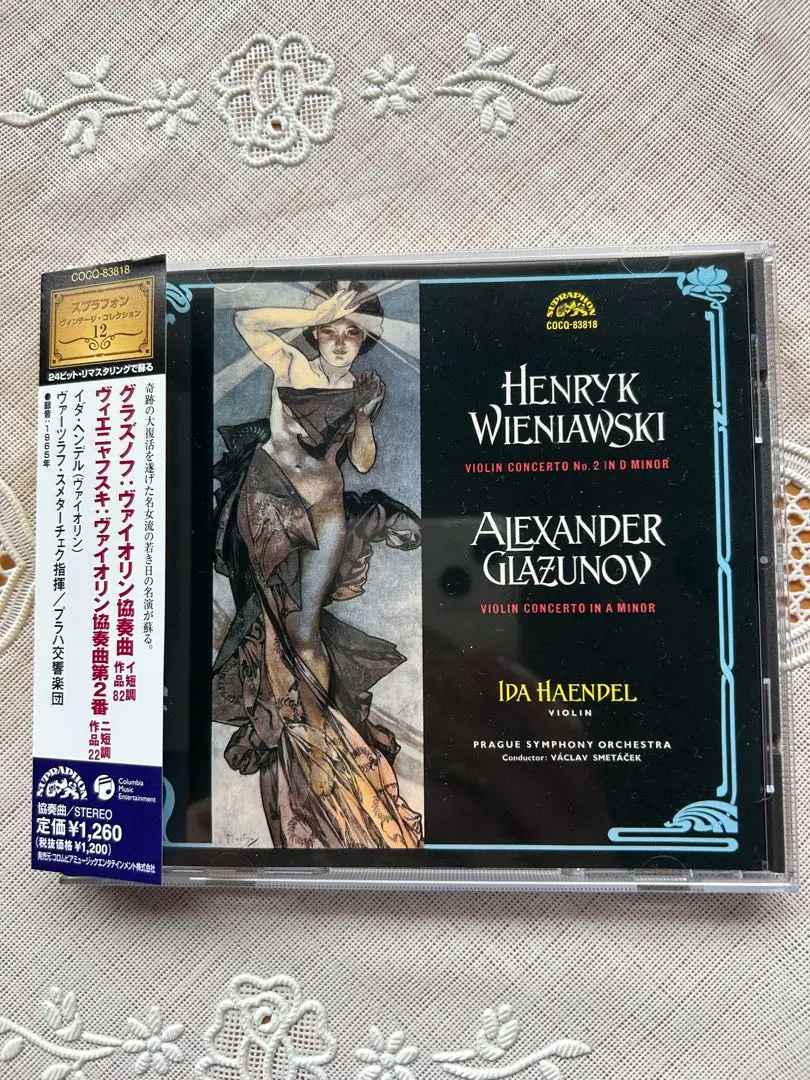 COCQ-83818
スプラフォン
ヴィンテージ・コレクション
12
24ビット・リマスタリングで蘇る
奇跡の大復活を遂げた名女流の若き日の名演が蘇る。
グラズノフ:ヴァイオリン協奏曲 イ短調 作品82
ヴィエニャフスキ:ヴァイオリン協奏曲第2番 ニ短調 作品22
イダ・ヘンデル(ヴァイオリン)
ヴァーツラフ・スメターチェク指揮/プラハ交響楽団
●録音:1965年
SUPRAPHON
Columbia
Music
Entertainment
協奏曲/STEREO
定価¥1,260
(税抜価格¥1,200)
発売元:コロムビアミュージックエンタテインメント株式会社
SUPRAPHON
COCQ-83818
HENRYK
WIENIAWSKI
VIOLIN CONCERTO No. 2 IN D MINOR
ALEXANDER
GLAZUNOV
VIOLIN CONCERTO IN A MINOR
IDA HAENDEL
VIOLIN
PRAGUE SYMPHONY ORCHESTRA
Conductor: VÁCLAV SMETÁČEK
Mucha